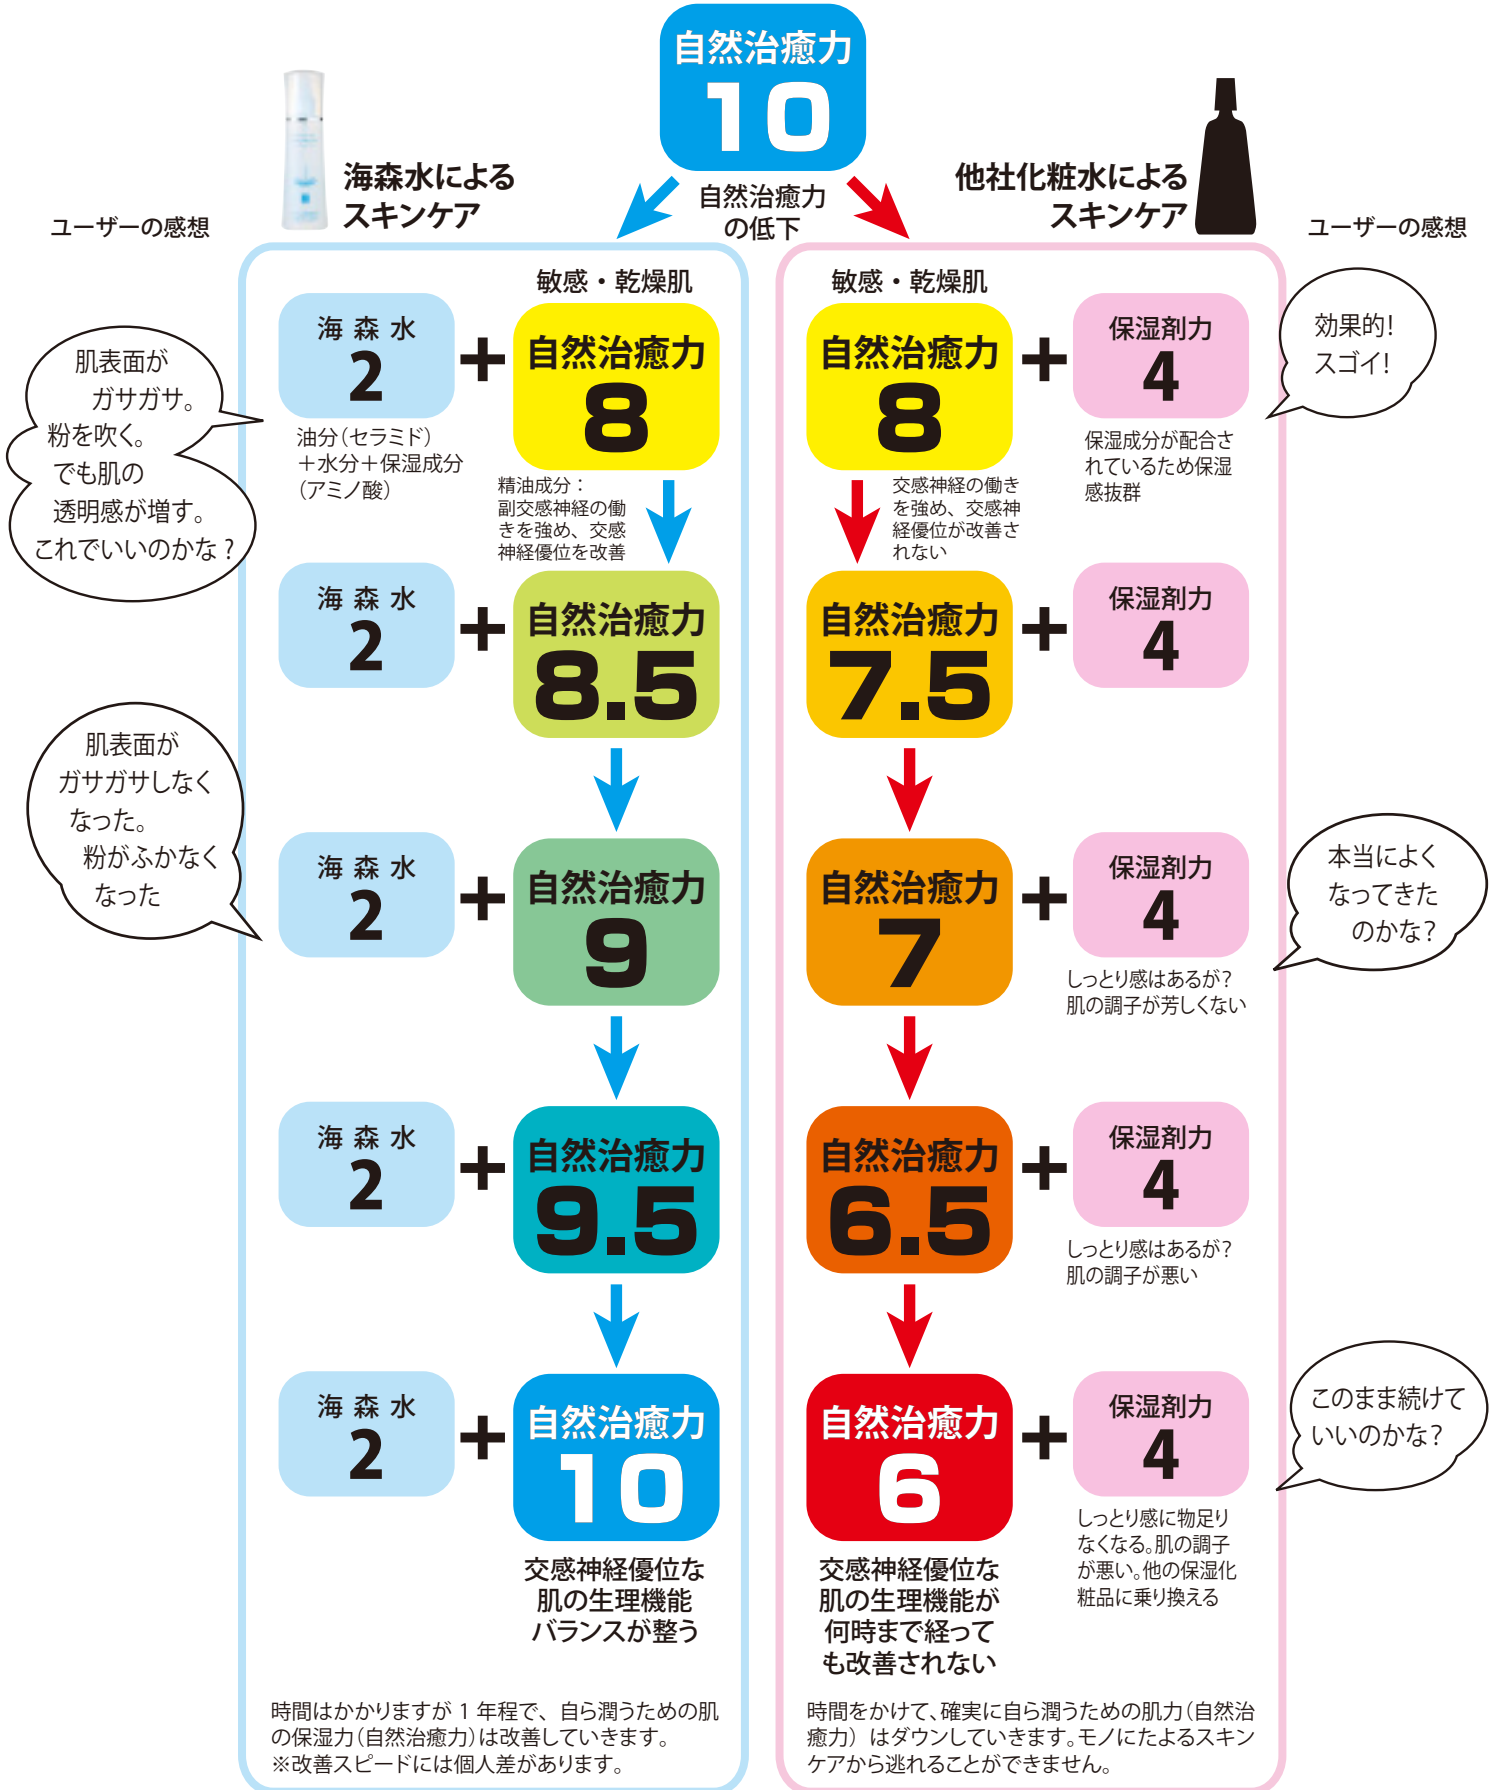 自然治癒力
10
海森水による
スキンケア
自然治癒力
の低下
他社化粧水による
スキンケア
ユーザーの感想
ユーザーの感想
敏感・乾燥肌
海 森 水
2
+
自然治癒力
8
油分(セラミド)
＋水分＋保湿成分
(アミノ酸)
精油成分：
副交感神経の働
きを強め、交感
神経優位を改善
肌表面が
ガサガサ。
粉を吹く。
でも肌の
透明感が増す。
これでいいのかな?
海 森 水
2
+
自然治癒力
8.5
肌表面が
ガサガサしなく
なった。
粉がふかなく
なった
海 森 水
2
+
自然治癒力
9
海 森 水
2
+
自然治癒力
9.5
海 森 水
2
+
自然治癒力
10
交感神経優位な
肌の生理機能
バランスが整う
時間はかかりますが 1 年程で、自ら潤うための肌
の保湿力(自然治癒力)は改善していきます。
※改善スピードには個人差があります。
敏感・乾燥肌
自然治癒力
8
+
保湿剤力
4
効果的!
スゴイ!
交感神経の働き
を強め、交感神
経優位が改善さ
れない
保湿成分が配合さ
れているため保湿
感抜群
自然治癒力
7.5
+
保湿剤力
4
自然治癒力
7
+
保湿剤力
4
本当によく
なってきた
のかな?
しっとり感はあるが?
肌の調子が芳しくない
自然治癒力
6.5
+
保湿剤力
4
しっとり感はあるが?
肌の調子が悪い
自然治癒力
6
+
保湿剤力
4
このまま続けて
いいのかな?
しっとり感に物足り
なくなる。肌の調子
が悪い。他の保湿化
粧品に乗り換える
交感神経優位な
肌の生理機能が
何時まで経って
も改善されない
時間をかけて、確実に自ら潤うための肌力(自然治
癒力) はダウンしていきます。モノにたよるスキン
ケアから逃れることができません。